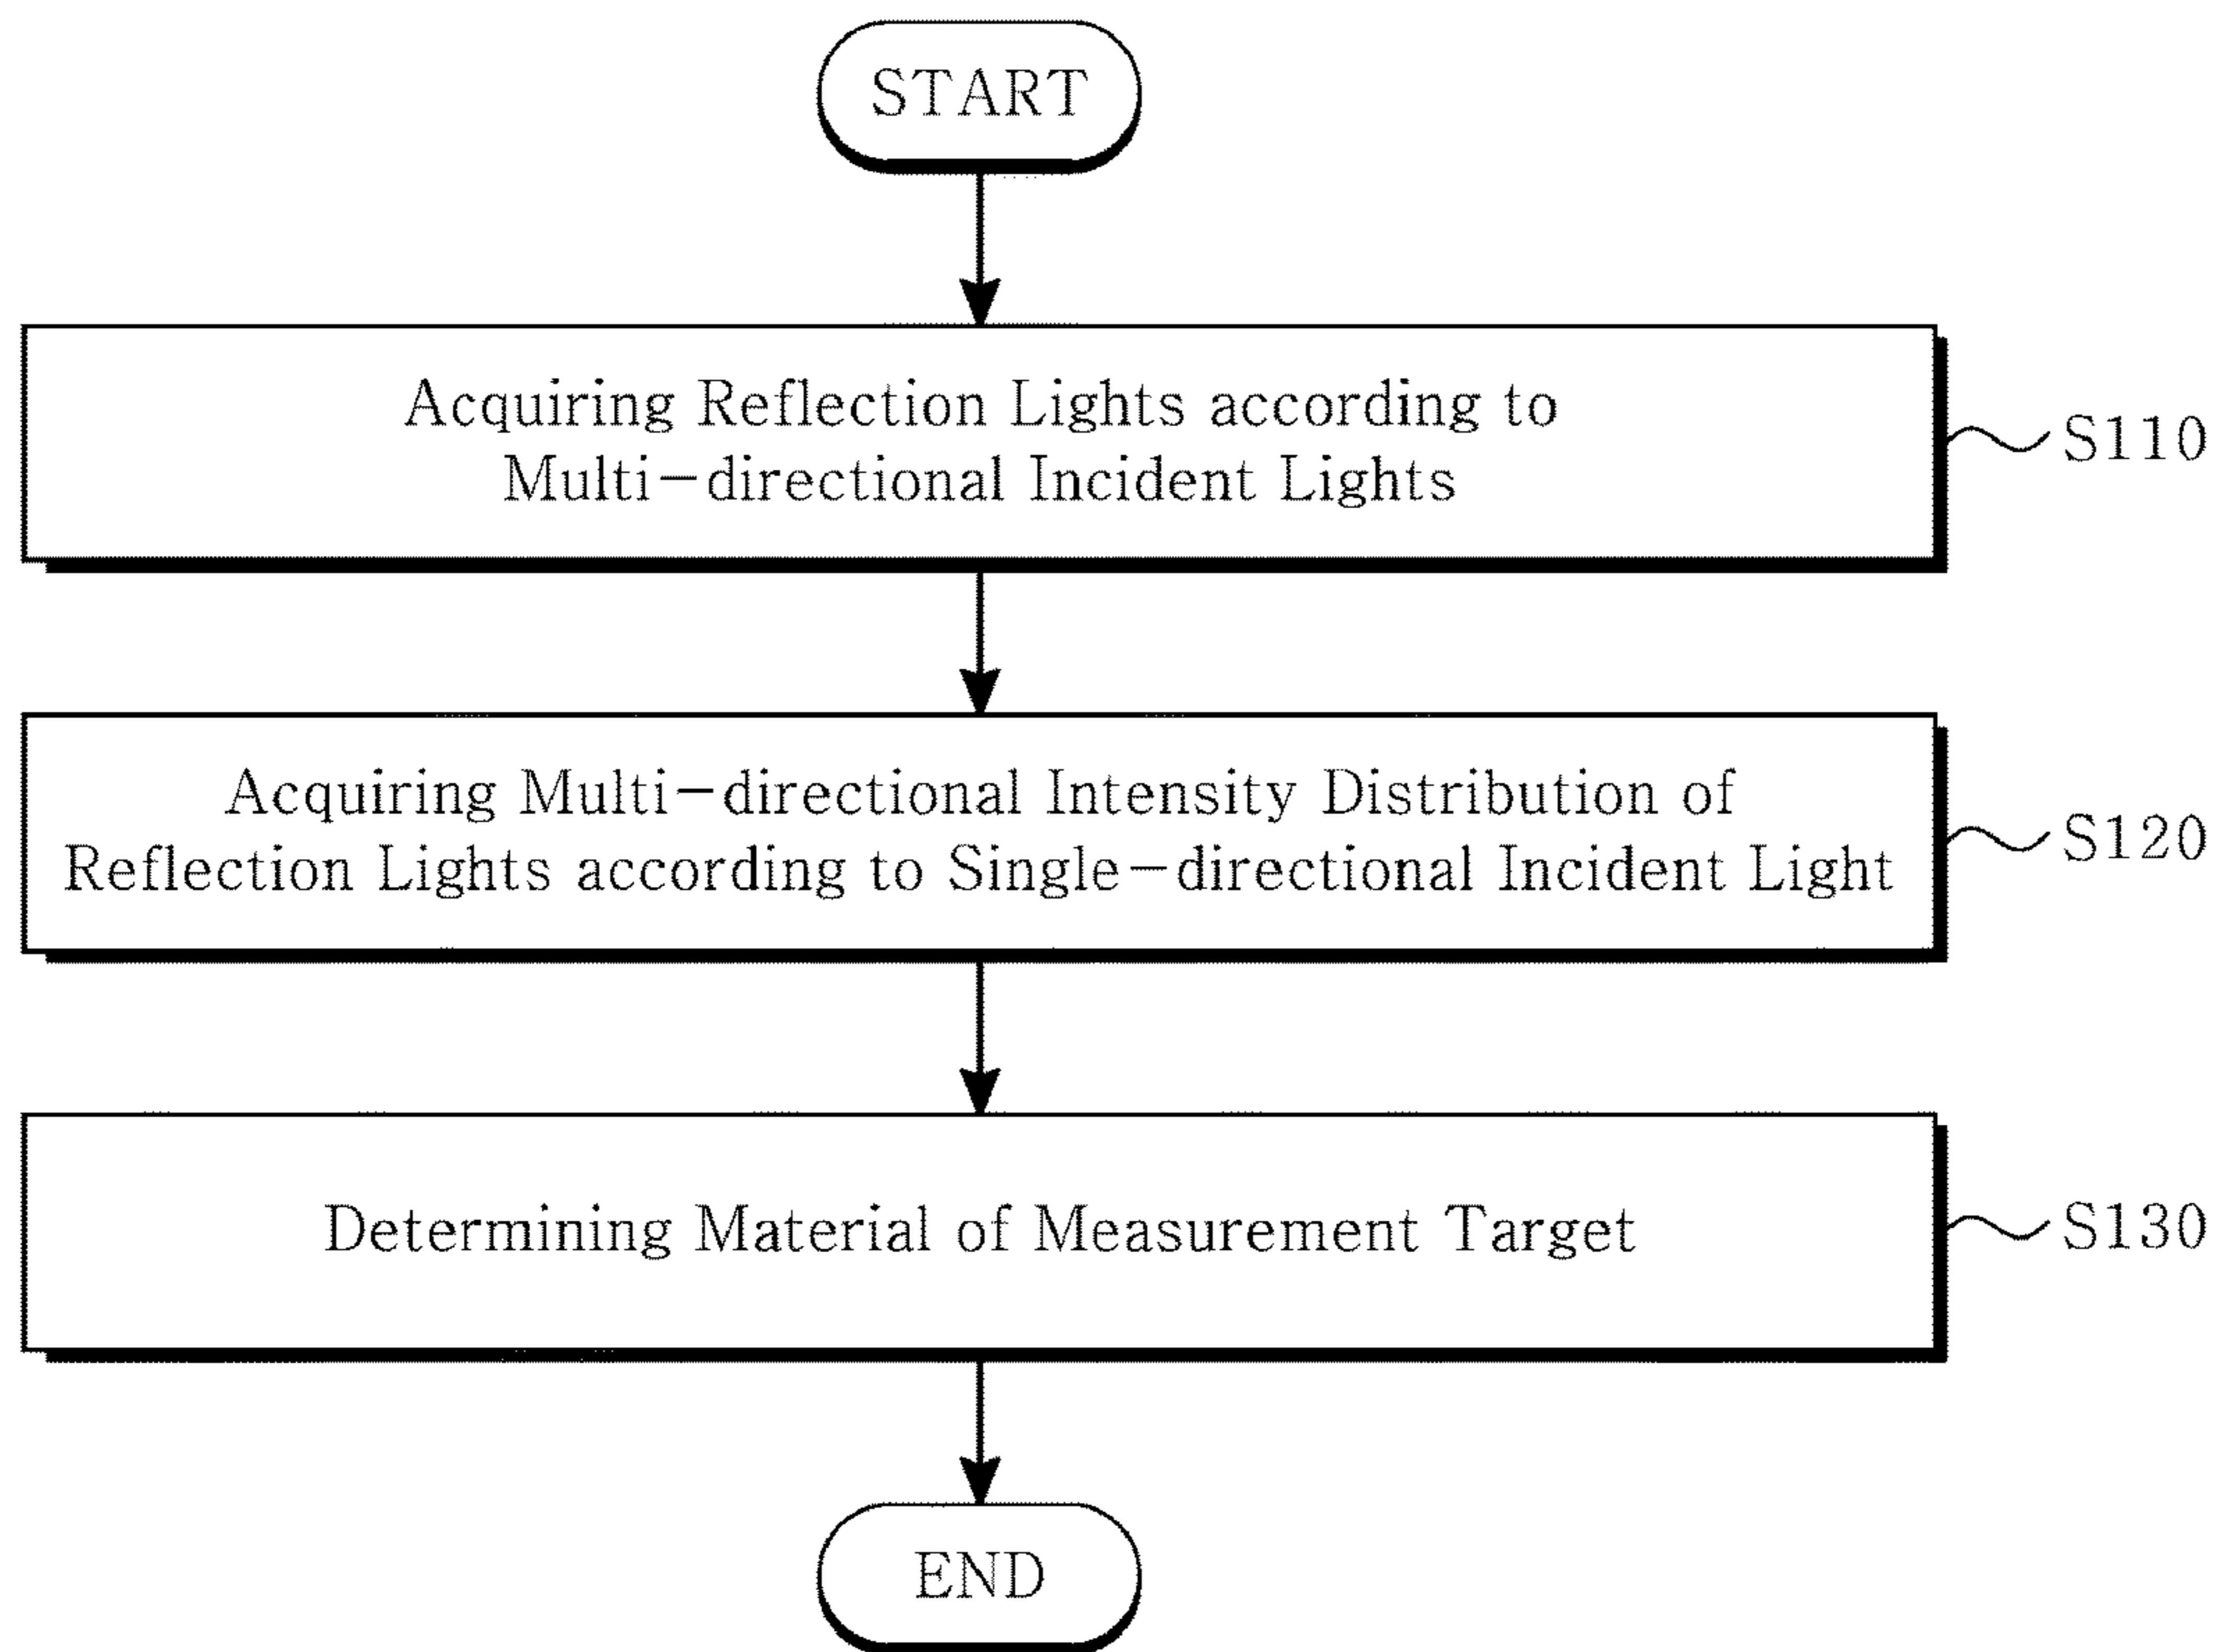 START
Acquiring Reflection Lights according to
Multi-directional Incident Lights
S110
Acquiring Multi-directional Intensity Distribution of
Reflection Lights according to Single-directional Incident Light
S120
Determining Material of Measurement Target
S130
END